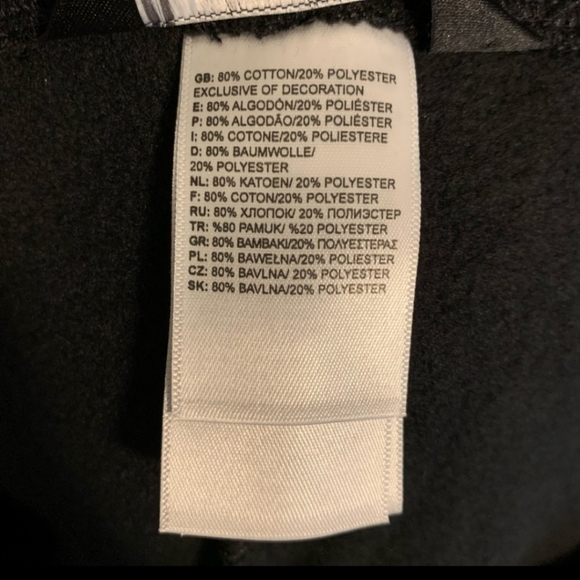 GB: 80% COTTON/20% POLYESTER
EXCLUSIVE OF DECORATION
E: 80% ALGODÓN/20% POLIÉSTER
P: 80% ALGODÃO/20% POLIÉSTER
I: 80% COTONE/20% POLIESTERE
D: 80% BAUMWOLLE/
20% POLYESTER
NL: 80% KATOEN/ 20% POLYESTER
F: 80% COTON/20% POLYESTER
RU: 80% ХЛОПОК/ 20% ПОЛИЭСТЕР
TR: %80 PAMUK/ %20 POLYESTER
GR: 80% ΒΑΜΒΑΚΙ/20% ΠΟΛΥΕΣΤΕΡΑΣ
PL: 80% BAWEŁNA/20% POLIESTER
CZ: 80% BAVLNA/ 20% POLYESTER
SK: 80% BAVLNA/20% POLYESTER